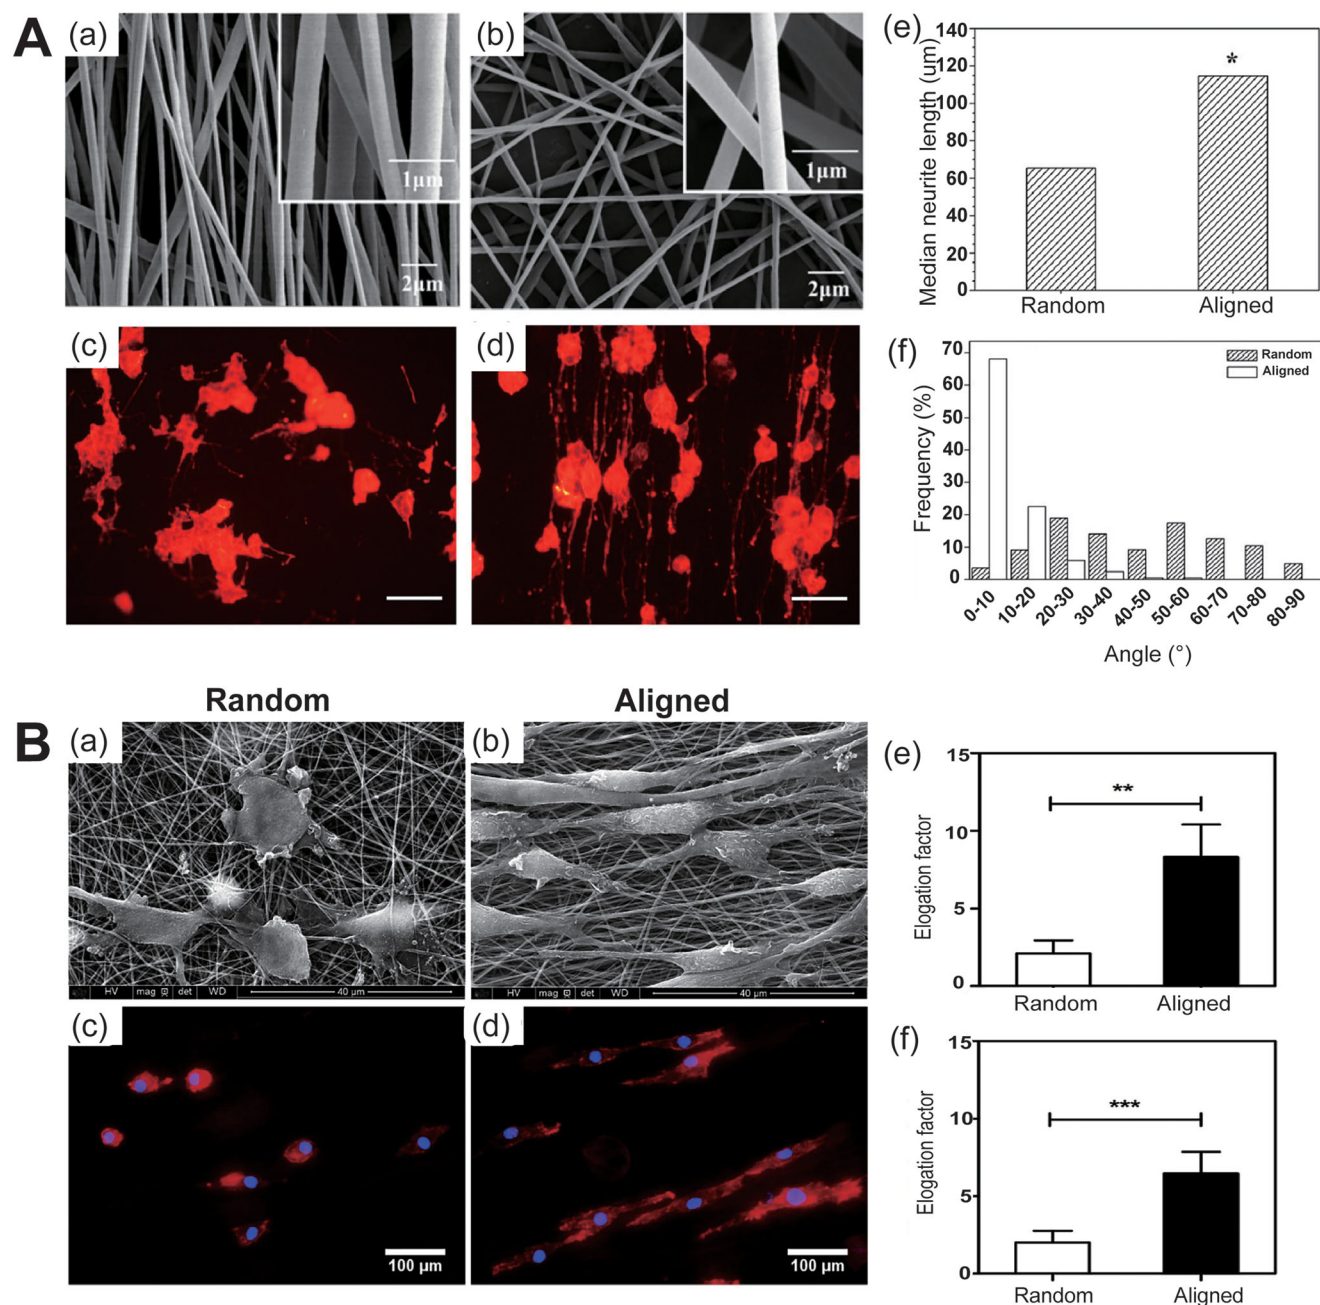 A
(a)
1μm
2μm
(b)
1μm
2μm
(c)
(d)
(e)
Median neurite length (um)
140
120
100
80
60
40
20
0
*
Random
Aligned
(f)
Frequency (%)
70
60
50
40
30
20
10
0
Random
Aligned
0-10
10-20
20-30
30-40
40-50
50-60
60-70
70-80
80-90
Angle (°)
B
Random
Aligned
(a)
HV
mag
det
WD
40 μm
(b)
HV
mag
det
WD
40 μm
(c)
100 μm
(d)
100 μm
(e)
Elogation factor
15
10
5
0
**
Random
Aligned
(f)
Elogation factor
15
10
5
0
***
Random
Aligned